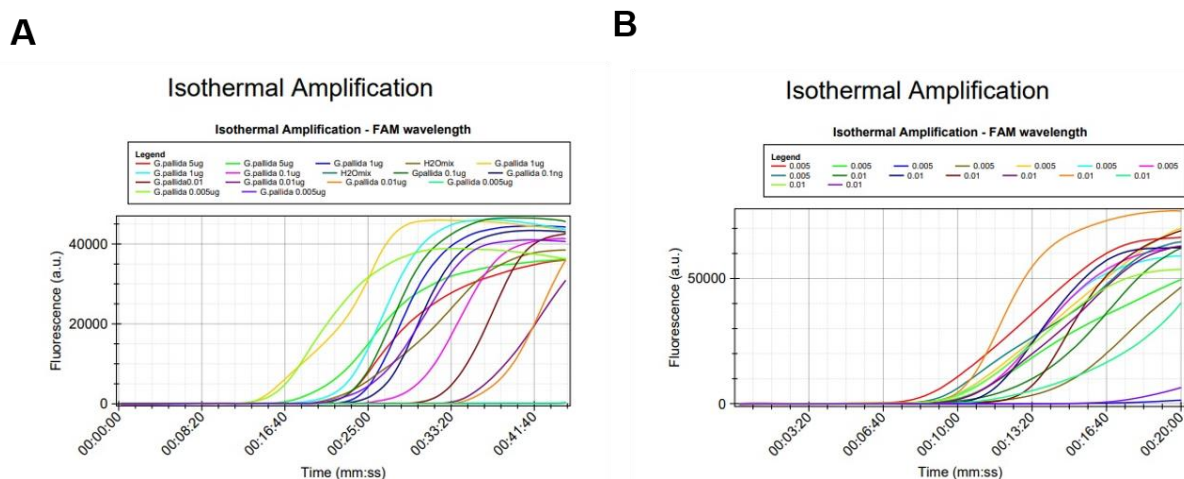 A
Isothermal Amplification
Isothermal Amplification - FAM wavelength
Legend
G.pallida 5ug G.pallida 5ug G.pallida 1ug H2Omix G.pallida 1ug
G.pallida 1ug G.pallida 0.1ug H2Omix Gpallida 0.1ug G.pallida 0.1ng
G.pallida0.01 G.pallida 0.01ug G.pallida 0.01ug G.pallida 0.005ug
G.pallida 0.005ug G.pallida 0.005ug
Fluorescence (a.u.)
40000
20000
0
00:00:00 00:08:20 00:16:40 00:25:00 00:33:20 00:41:40
Time (mm:ss)
B
Isothermal Amplification
Isothermal Amplification - FAM wavelength
Legend
0.005 0.005 0.005 0.005 0.005 0.005 0.005
0.005 0.01 0.01 0.01 0.01 0.01 0.01
0.01 0.01
Fluorescence (a.u.)
50000
0
00:03:20 00:06:40 00:10:00 00:13:20 00:16:40 00:20:00
Time (mm:ss)